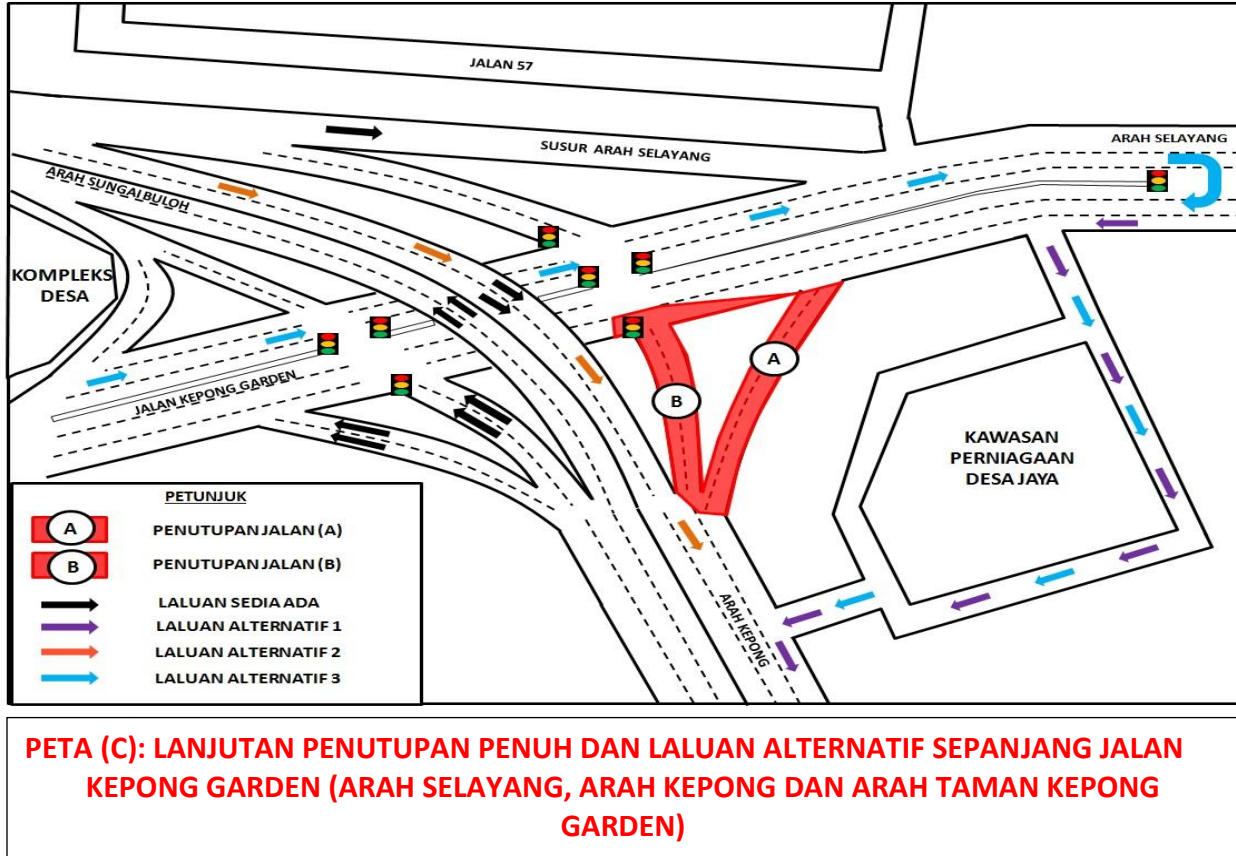 JALAN 57
ARAH SELAYANG
SUSUR ARAH SELAYANG
ARAH SUNGAI BULOH
KOMPLEKS
DESA
JALAN KEPONG GARDEN
A
B
KAWASAN
PERNIAGAAN
DESA JAYA
ARAH KEPONG
PETUNJUK
A PENUTUPAN JALAN (A)
B PENUTUPAN JALAN (B)
LALUAN SEDIA ADA
LALUAN ALTERNATIF 1
LALUAN ALTERNATIF 2
LALUAN ALTERNATIF 3
PETA (C): LANJUTAN PENUTUPAN PENUH DAN LALUAN ALTERNATIF SEPANJANG JALAN
KEPONG GARDEN (ARAH SELAYANG, ARAH KEPONG DAN ARAH TAMAN KEPONG
GARDEN)